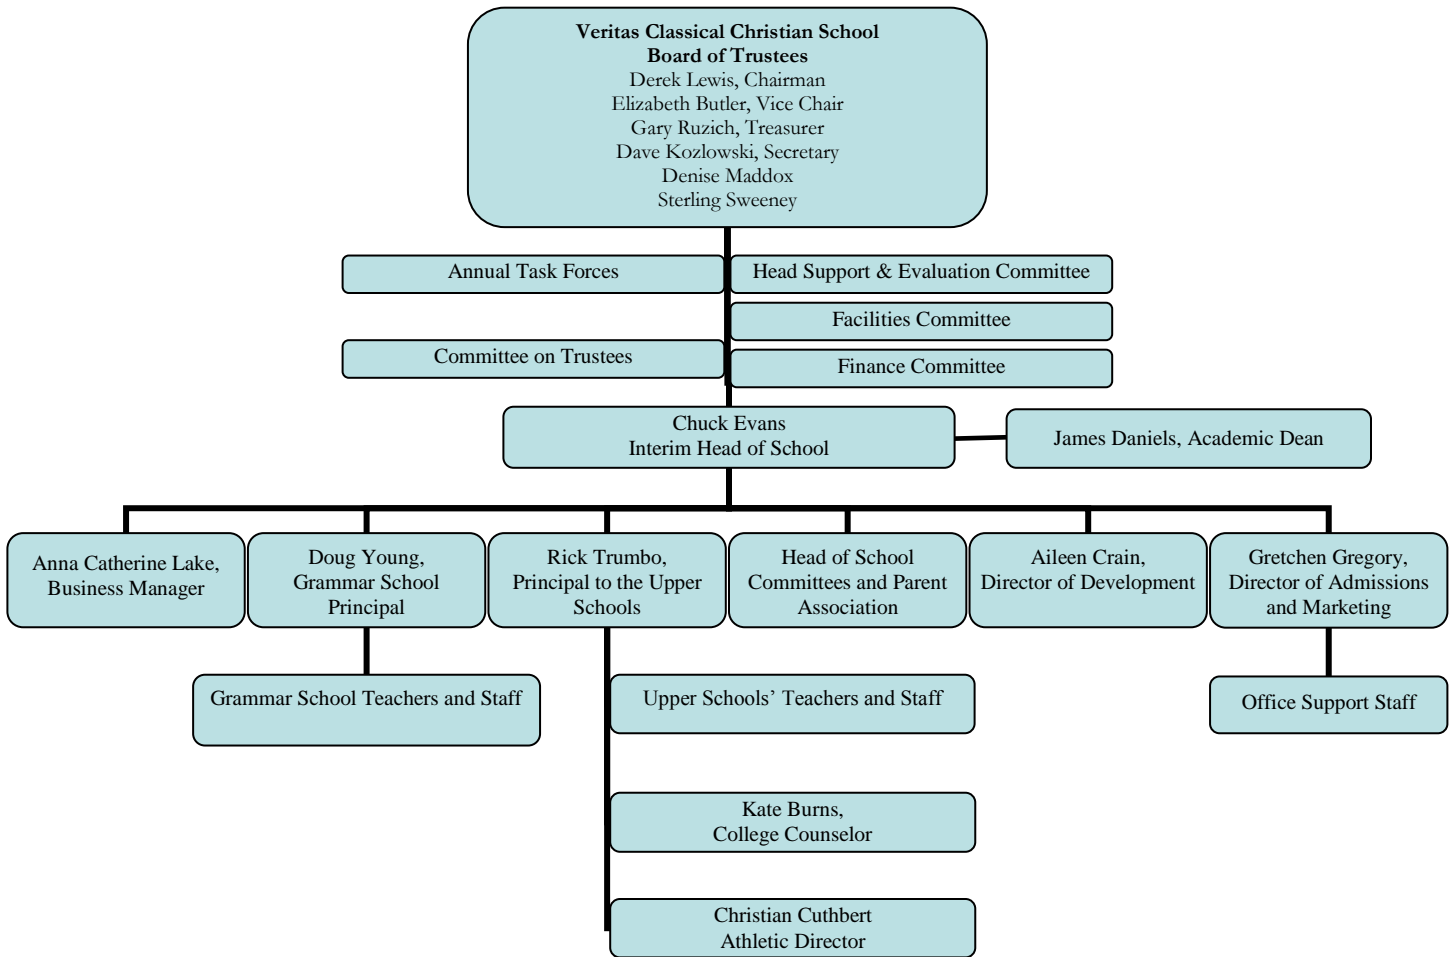 Veritas Classical Christian School
Board of Trustees
Derek Lewis, Chairman
Elizabeth Butler, Vice Chair
Gary Ruzich, Treasurer
Dave Kozlowski, Secretary
Denise Maddox
Sterling Sweeney
Annual Task Forces
Head Support & Evaluation Committee
Facilities Committee
Committee on Trustees
Finance Committee
Chuck Evans
Interim Head of School
James Daniels, Academic Dean
Anna Catherine Lake,
Business Manager
Doug Young,
Grammar School
Principal
Rick Trumbo,
Principal to the Upper
Schools
Head of School
Committees and Parent
Association
Aileen Crain,
Director of Development
Gretchen Gregory,
Director of Admissions
and Marketing
Grammar School Teachers and Staff
Upper Schools’ Teachers and Staff
Office Support Staff
Kate Burns,
College Counselor
Christian Cuthbert
Athletic Director